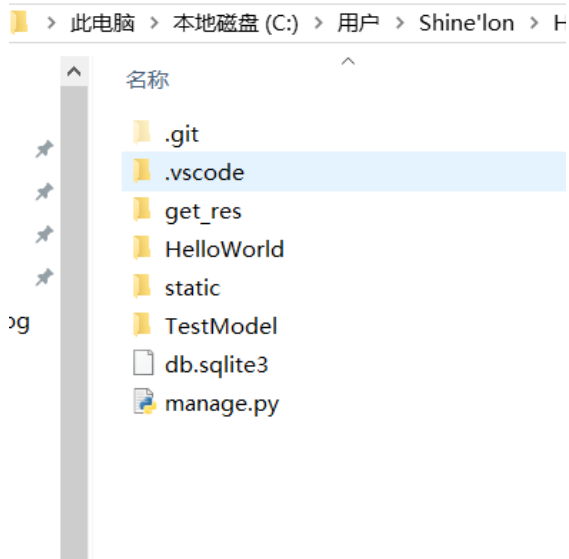 此电脑 > 本地磁盘 (C:) > 用户 > Shine'lon >
名称
.git
.vscode
get_res
HelloWorld
static
TestModel
db.sqlite3
manage.py